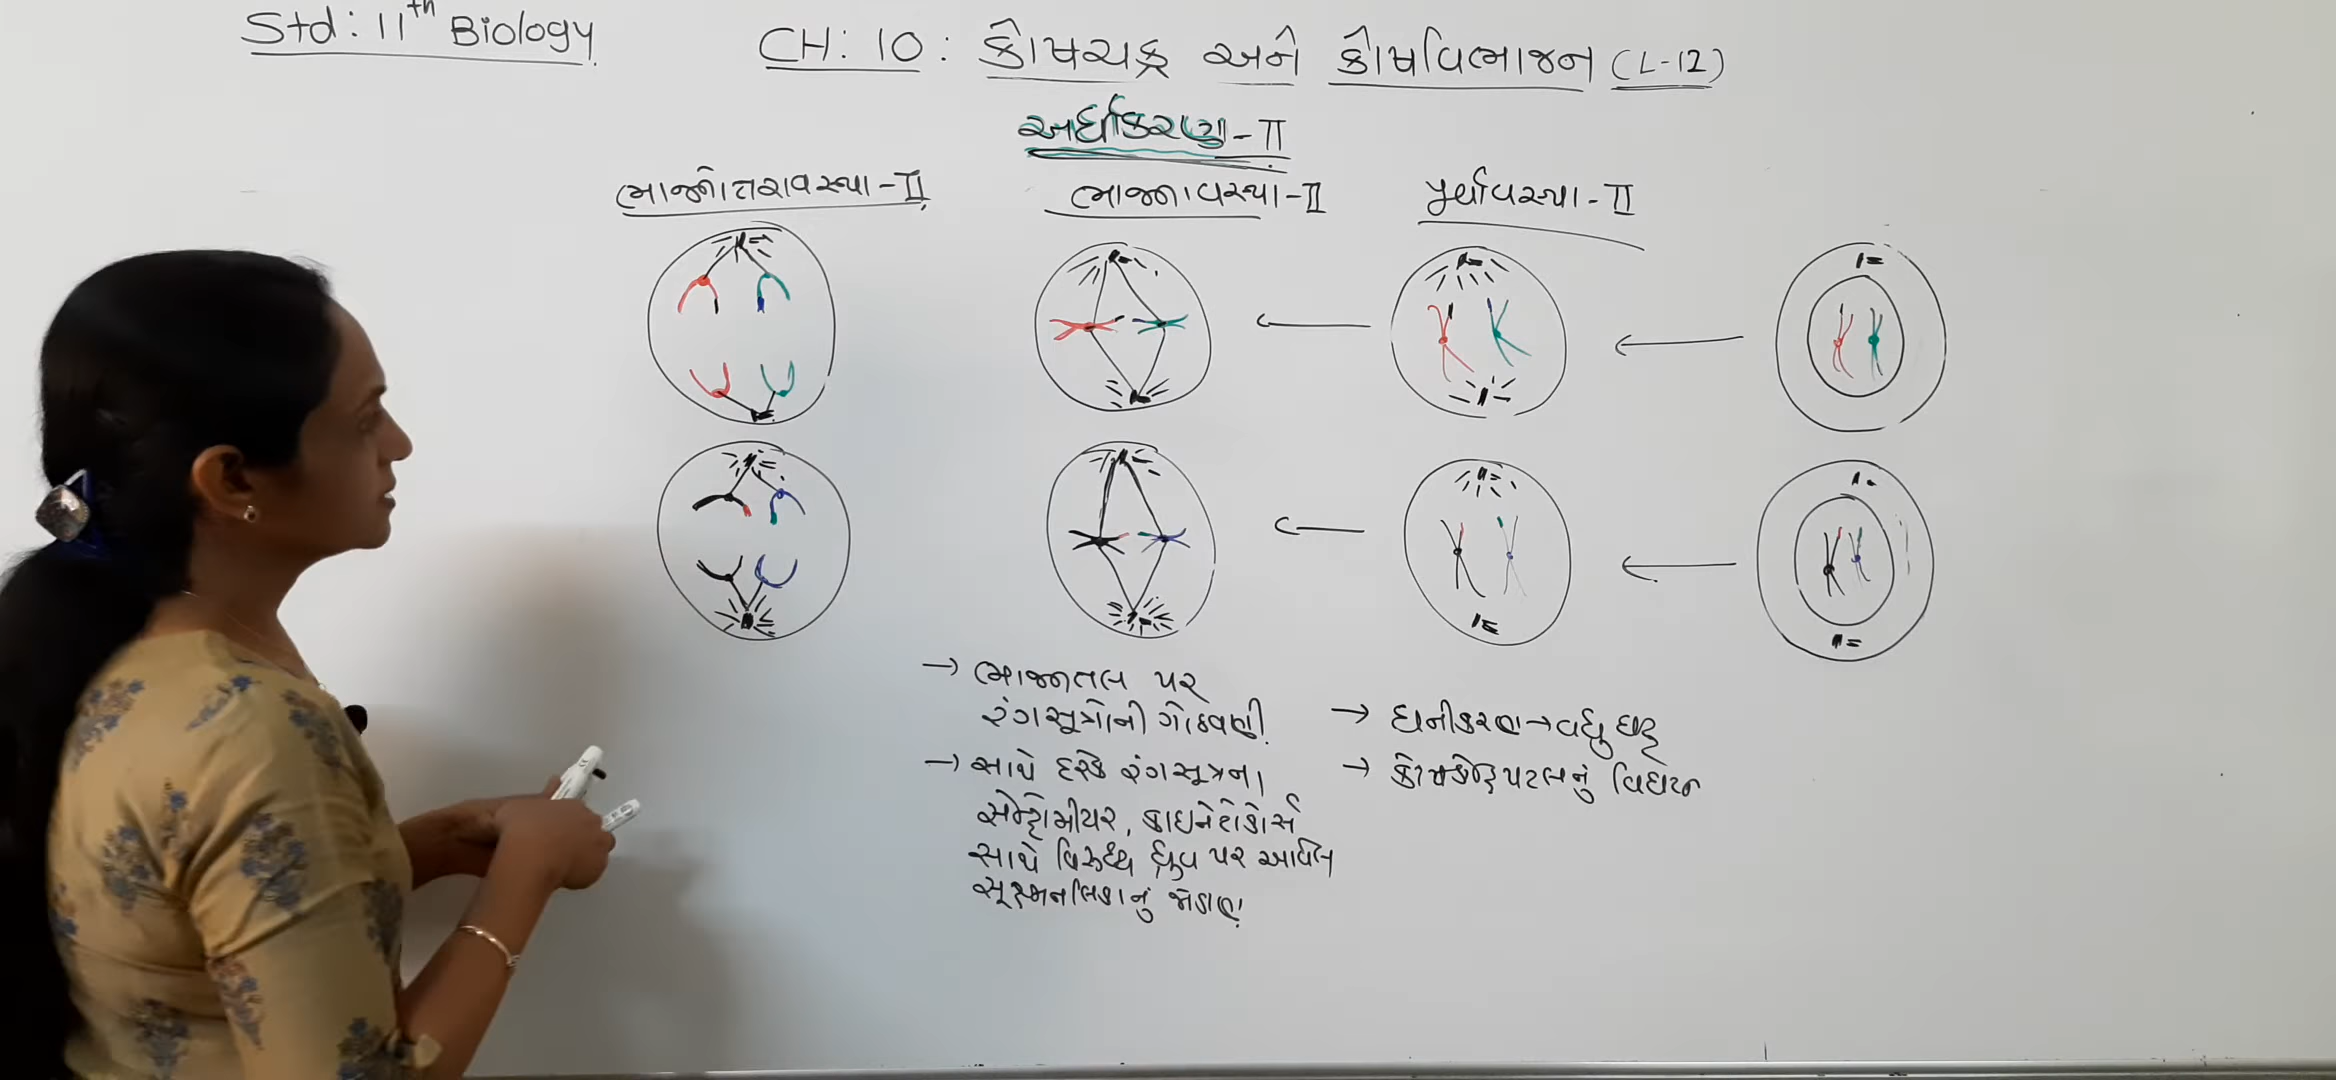 Std: 11th Biology
CH: 10: કોષચક્ર અને કોષવિભાજન (L-12)
અર્ધીકરણ-II
ભાજનોત્તરાવસ્થા-II
ભાજનાવસ્થા-II
પૂર્વાવસ્થા-II
→ ભાજનતલ પર
રંગસૂત્રોની ગોઠવણી.
→ સાથે દરેક રંગસૂત્રના
સેન્ટ્રોમીયર, કાઇનેટોકોર્સ
સાથે વિરુધ્ધ ધ્રુવ પર આવેલ
સૂક્ષ્મનલિકાનું જોડાણ.
→ ઘનીકરણ → વધુ ઘટ્ટ
→ કોષકેન્દ્રપટલનું વિઘટન